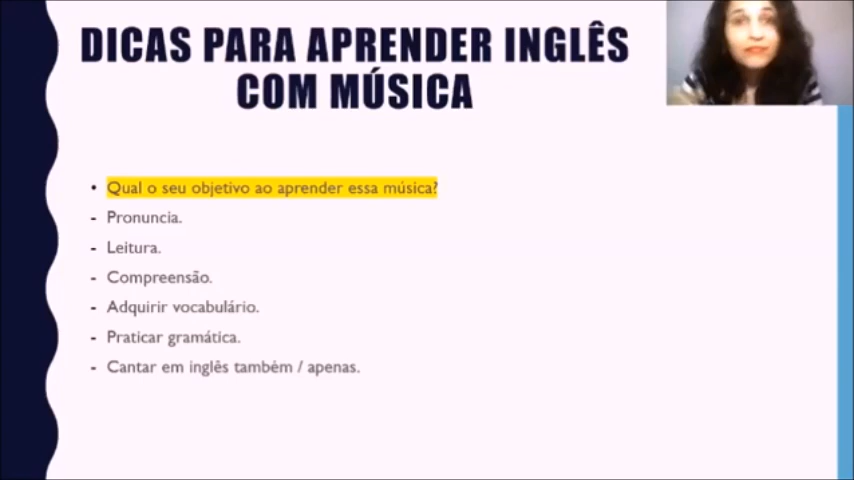 DICAS PARA APRENDER INGLÊS
COM MÚSICA
• Qual o seu objetivo ao aprender essa música?
- Pronuncia.
- Leitura.
- Compreensão.
- Adquirir vocabulário.
- Praticar gramática.
- Cantar em inglês também / apenas.